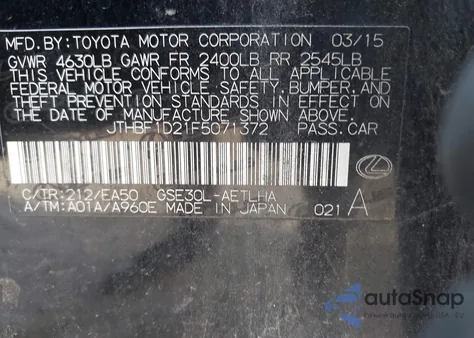 MFD.BY: TOYOTA MOTOR CORPORATION 03/15
GVWR 4630LB GAWR FR 2400LB RR 2545LB
THIS VEHICLE CONFORMS TO ALL APPLICABLE
FEDERAL MOTOR VEHICLE SAFETY,BUMPER,AND
THEFT PREVENTION STANDARDS IN EFFECT ON
THE DATE OF MANUFACTURE SHOWN ABOVE.
JTHBF1D21F5071372 PASS.CAR
C/TR:212/EA50 GSE30L-AETLHA
A/TM:A01A/A960E MADE IN JAPAN 021 A
autoSnap